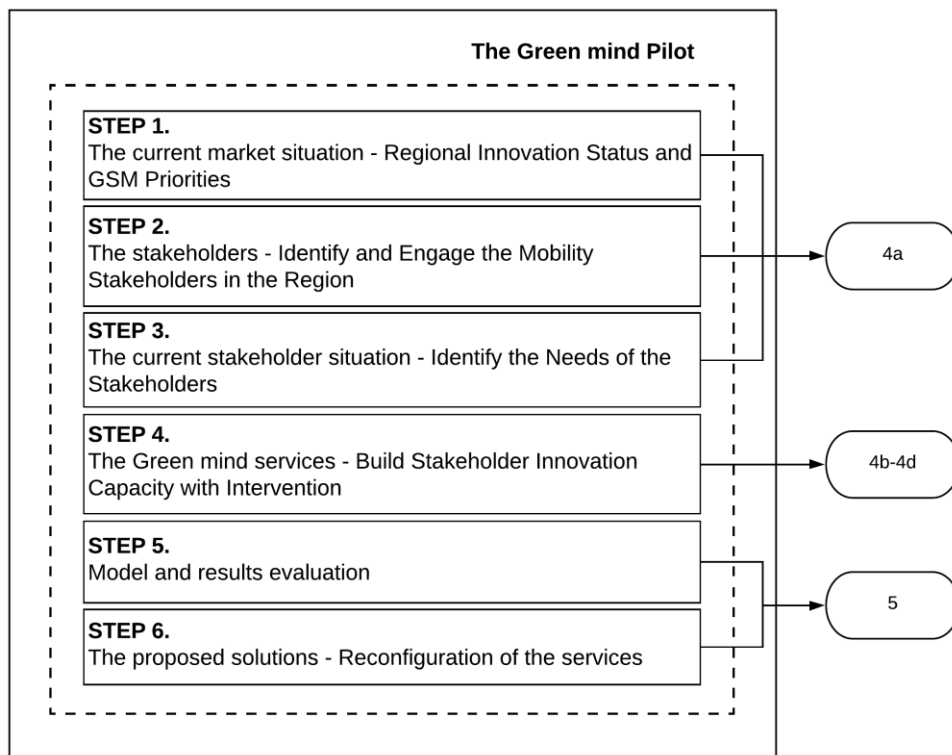 The Green mind Pilot
STEP 1.
The current market situation - Regional Innovation Status and
GSM Priorities
STEP 2.
The stakeholders - Identify and Engage the Mobility
Stakeholders in the Region
4a
STEP 3.
The current stakeholder situation - Identify the Needs of the
Stakeholders
STEP 4.
The Green mind services - Build Stakeholder Innovation
Capacity with Intervention
4b-4d
STEP 5.
Model and results evaluation
5
STEP 6.
The proposed solutions - Reconfiguration of the services